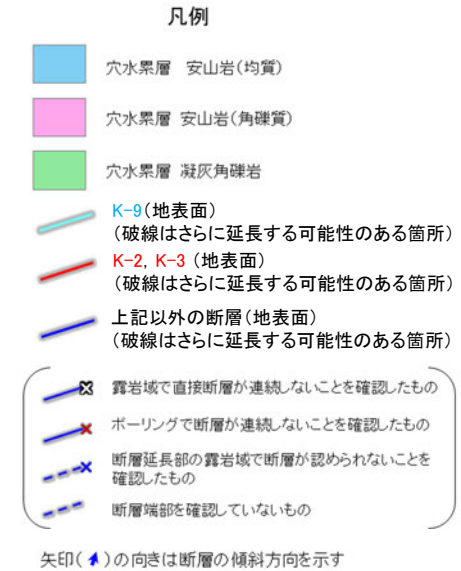 凡例
穴水累層 安山岩(均質)
穴水累層 安山岩(角礫質)
穴水累層 凝灰角礫岩
K-9(地表面)
(破線はさらに延長する可能性のある箇所)
K-2, K-3 (地表面)
(破線はさらに延長する可能性のある箇所)
上記以外の断層(地表面)
(破線はさらに延長する可能性のある箇所)
露岩域で直接断層が連続しないことを確認したもの
ボーリングで断層が連続しないことを確認したもの
断層延長部の露岩域で断層が認められないことを
確認したもの
断層端部を確認していないもの
矢印( )の向きは断層の傾斜方向を示す